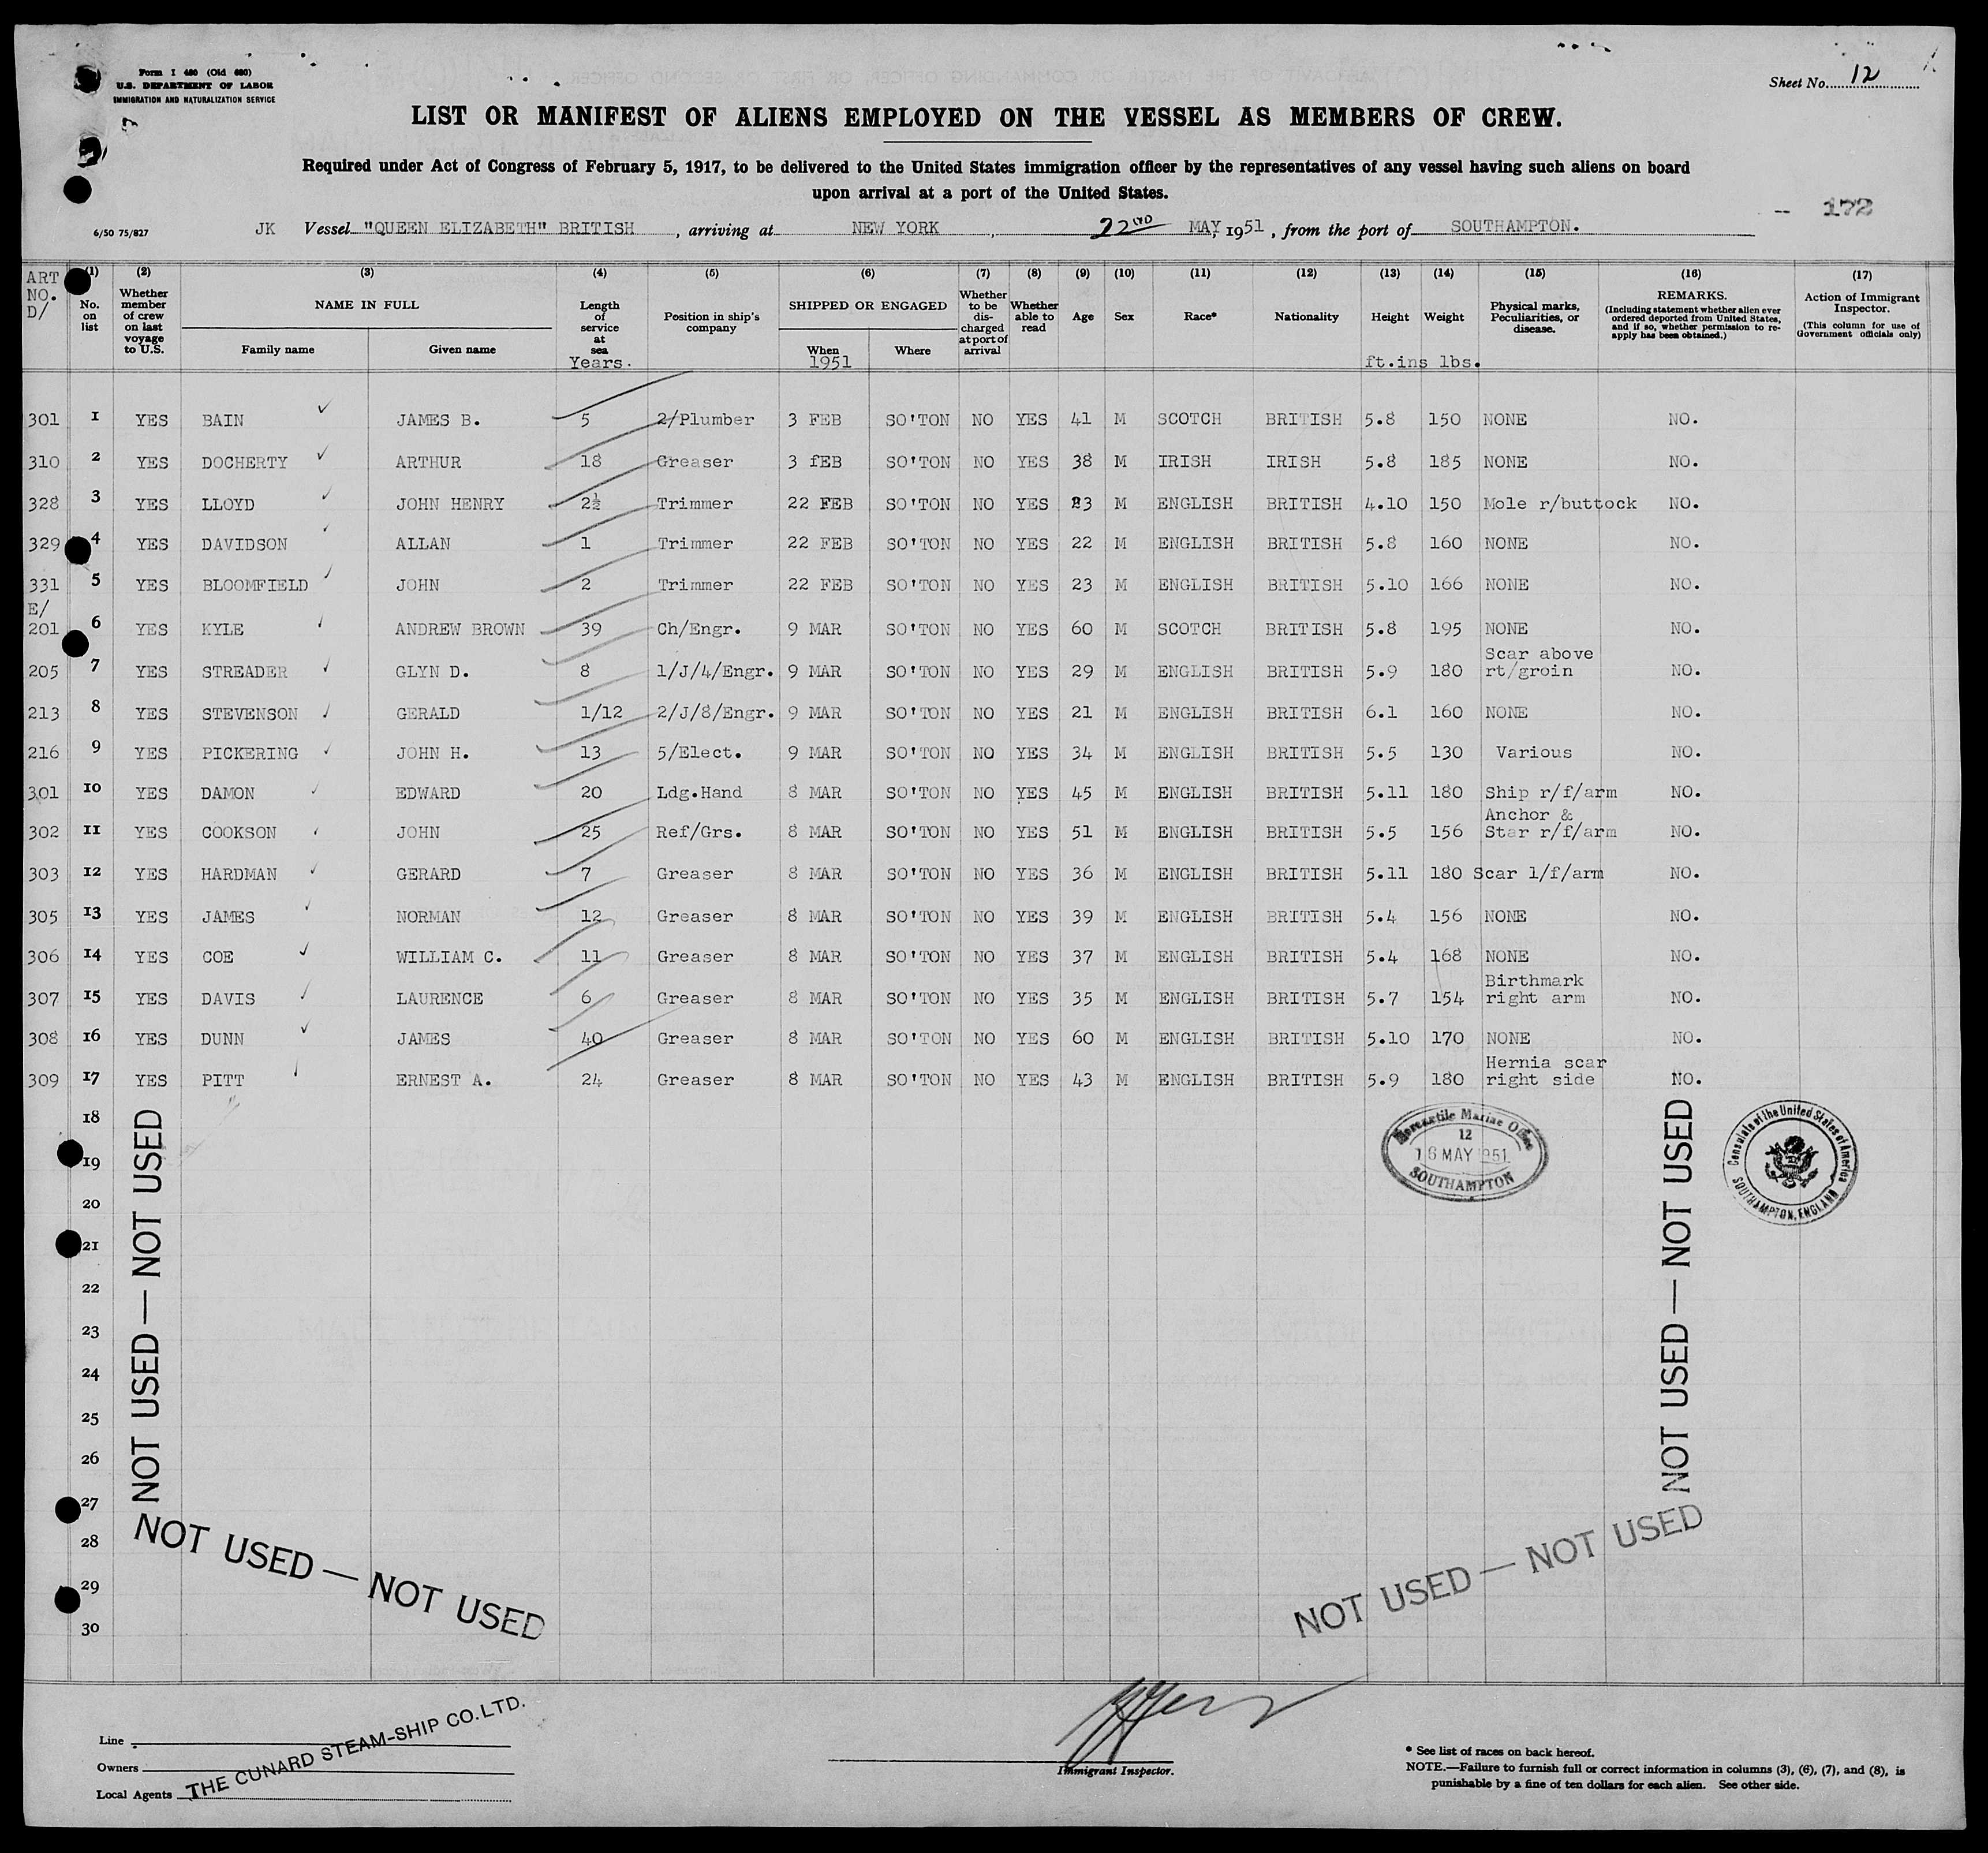 Form I 480 (Old 680)
U.S. DEPARTMENT OF LABOR
IMMIGRATION AND NATURALIZATION SERVICE
Sheet No. 12
LIST OR MANIFEST OF ALIENS EMPLOYED ON THE VESSEL AS MEMBERS OF CREW.
Required under Act of Congress of February 5, 1917, to be delivered to the United States immigration officer by the representatives of any vessel having such aliens on board
upon arrival at a port of the United States.
172
6/50 75/827 JK Vessel "QUEEN ELIZABETH" BRITISH, arriving at NEW YORK, 22ND MAY, 1951, from the port of SOUTHAMPTON.
ART NO. D/ (1) No. on list (2) Whether member of crew on last voyage to U.S. (3) NAME IN FULL Family name Given name (4) Length of service at sea Years. (5) Position in ship's company (6) SHIPPED OR ENGAGED When 1951 Where (7) Whether to be discharged at port of arrival (8) Whether able to read (9) Age (10) Sex (11) Race* (12) Nationality (13) Height ft.ins (14) Weight lbs. (15) Physical marks, Peculiarities, or disease. (16) REMARKS. (Including statement whether alien ever ordered deported from United States, and if so, whether permission to re-apply has been obtained.) (17) Action of Immigrant Inspector. (This column for use of Government officials only)
301 1 YES BAIN JAMES B. 5 2/Plumber 3 FEB SO'TON NO YES 41 M SCOTCH BRITISH 5.8 150 NONE NO.
310 2 YES DOCHERTY ARTHUR 18 Greaser 3 fEB SO'TON NO YES 38 M IRISH IRISH 5.8 185 NONE NO.
328 3 YES LLOYD JOHN HENRY 2½ Trimmer 22 FEB SO'TON NO YES 23 M ENGLISH BRITISH 4.10 150 Mole r/buttock NO.
329 4 YES DAVIDSON ALLAN 1 Trimmer 22 FEB SO'TON NO YES 22 M ENGLISH BRITISH 5.8 160 NONE NO.
331 5 YES BLOOMFIELD JOHN 2 Trimmer 22 FEB SO'TON NO YES 23 M ENGLISH BRITISH 5.10 166 NONE NO.
E/
201 6 YES KYLE ANDREW BROWN 39 Ch/Engr. 9 MAR SO'TON NO YES 60 M SCOTCH BRITISH 5.8 195 NONE NO.
Scar above
205 7 YES STREADER GLYN D. 8 1/J/4/Engr. 9 MAR SO'TON NO YES 29 M ENGLISH BRITISH 5.9 180 rt/groin NO.
213 8 YES STEVENSON GERALD 1/12 2/J/8/Engr. 9 MAR SO'TON NO YES 21 M ENGLISH BRITISH 6.1 160 NONE NO.
216 9 YES PICKERING JOHN H. 13 5/Elect. 9 MAR SO'TON NO YES 34 M ENGLISH BRITISH 5.5 130 Various NO.
301 10 YES DAMON EDWARD 20 Ldg.Hand 8 MAR SO'TON NO YES 45 M ENGLISH BRITISH 5.11 180 Ship r/f/arm NO.
Anchor &
302 11 YES COOKSON JOHN 25 Ref/Grs. 8 MAR SO'TON NO YES 51 M ENGLISH BRITISH 5.5 156 Star r/f/arm NO.
303 12 YES HARDMAN GERARD 7 Greaser 8 MAR SO'TON NO YES 36 M ENGLISH BRITISH 5.11 180 Scar l/f/arm NO.
305 13 YES JAMES NORMAN 12 Greaser 8 MAR SO'TON NO YES 39 M ENGLISH BRITISH 5.4 156 NONE NO.
306 14 YES COE WILLIAM C. 11 Greaser 8 MAR SO'TON NO YES 37 M ENGLISH BRITISH 5.4 168 NONE NO.
Birthmark
307 15 YES DAVIS LAURENCE 6 Greaser 8 MAR SO'TON NO YES 35 M ENGLISH BRITISH 5.7 154 right arm NO.
308 16 YES DUNN JAMES 40 Greaser 8 MAR SO'TON NO YES 60 M ENGLISH BRITISH 5.10 170 NONE NO.
Hernia scar
309 17 YES PITT ERNEST A. 24 Greaser 8 MAR SO'TON NO YES 43 M ENGLISH BRITISH 5.9 180 right side NO.
18
19
20
21
22
23
24
25
26
27
28
29
30
NOT USED — NOT USED
NOT USED — NOT USED
NOT USED — NOT USED
NOT USED — NOT USED
Mercantile Marine Office
12
16 MAY 1951
SOUTHAMPTON
Consulate of the United States of America
SOUTHAMPTON, ENGLAND
Line
Owners
Local Agents
THE CUNARD STEAM-SHIP CO. LTD.
Immigrant Inspector.
* See list of races on back hereof.
NOTE.—Failure to furnish full or correct information in columns (3), (6), (7), and (8), is
punishable by a fine of ten dollars for each alien. See other side.